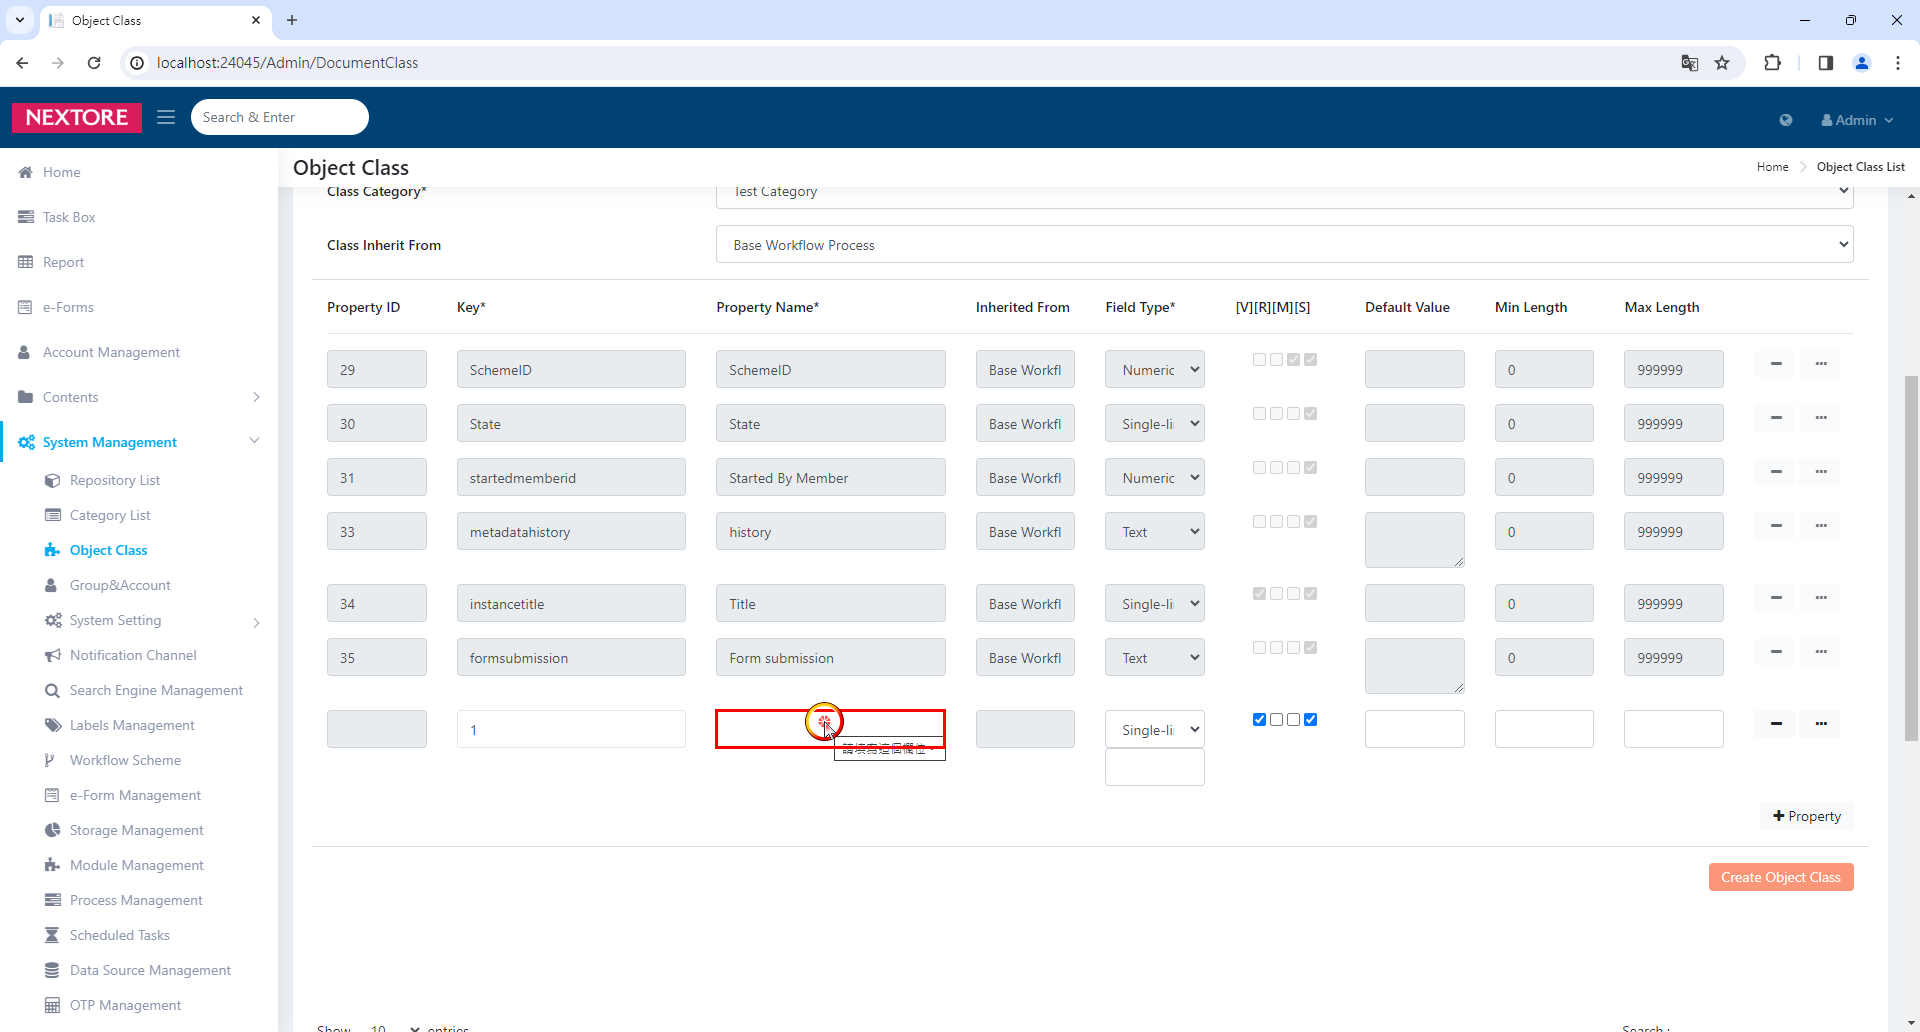 Object Class
localhost:24045/Admin/DocumentClass
NEXTORE
Search & Enter
Admin
Object Class
Home
Object Class List
Home
Task Box
Report
e-Forms
Account Management
Contents
System Management
Repository List
Category List
Object Class
Group&Account
System Setting
Notification Channel
Search Engine Management
Labels Management
Workflow Scheme
e-Form Management
Storage Management
Module Management
Process Management
Scheduled Tasks
Data Source Management
OTP Management
Class Category*
Test Category
Class Inherit From
Base Workflow Process
Property ID Key* Property Name* Inherited From Field Type* [V][R][M][S] Default Value Min Length Max Length
29 SchemeID SchemeID Base Workfl Numeric 0 999999
30 State State Base Workfl Single-li 0 999999
31 startedmemberid Started By Member Base Workfl Numeric 0 999999
33 metadatahistory history Base Workfl Text 0 999999
34 instancetitle Title Base Workfl Single-li 0 999999
35 formsubmission Form submission Base Workfl Text 0 999999
1 Single-li
請填寫這個欄位。
+ Property
Create Object Class
Show 10 entries
Search :